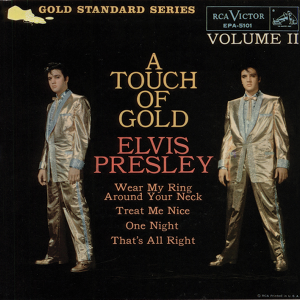 GOLD STANDARD SERIES
RCA VICTOR
EPA-5101
VOLUME II
A
TOUCH
OF
GOLD
ELVIS
PRESLEY
Wear My Ring
Around Your Neck
Treat Me Nice
One Night
That's All Right